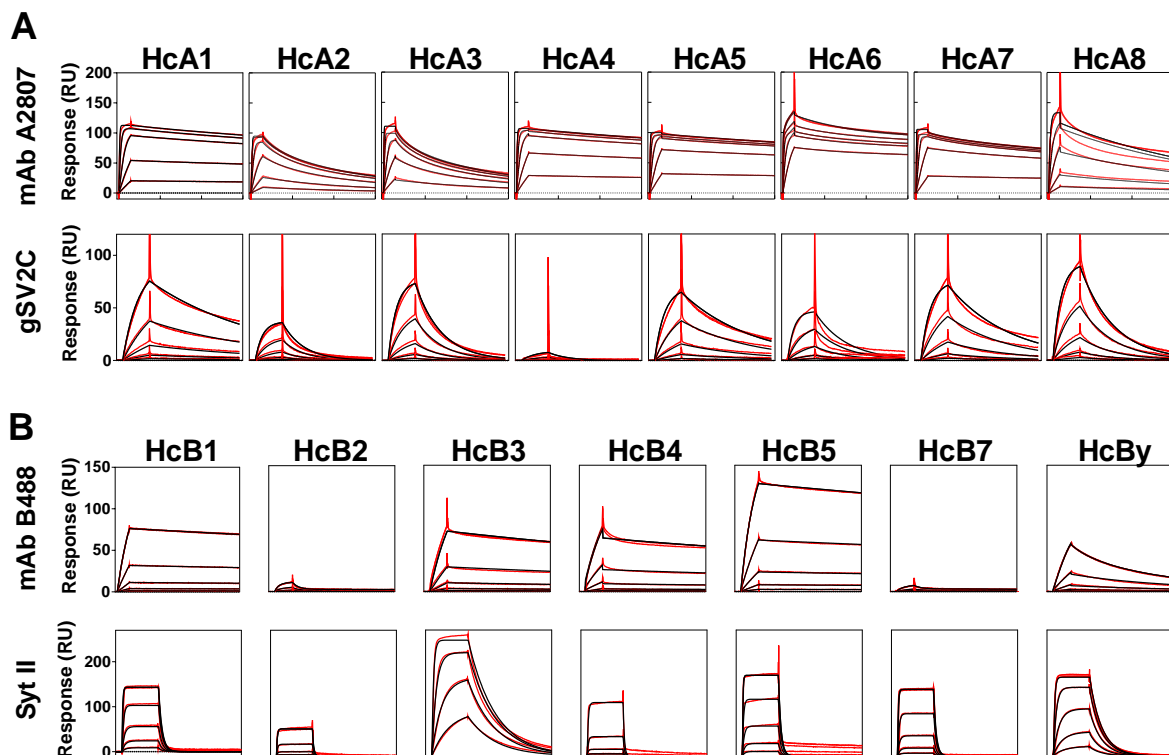 A
HcA1 HcA2 HcA3 HcA4 HcA5 HcA6 HcA7 HcA8
mAb A2807
Response (RU)
200
150
100
50
0
gSV2C
Response (RU)
100
50
0
B
HcB1 HcB2 HcB3 HcB4 HcB5 HcB7 HcBy
mAb B488
Response (RU)
150
100
50
0
Syt II
Response (RU)
200
100
0